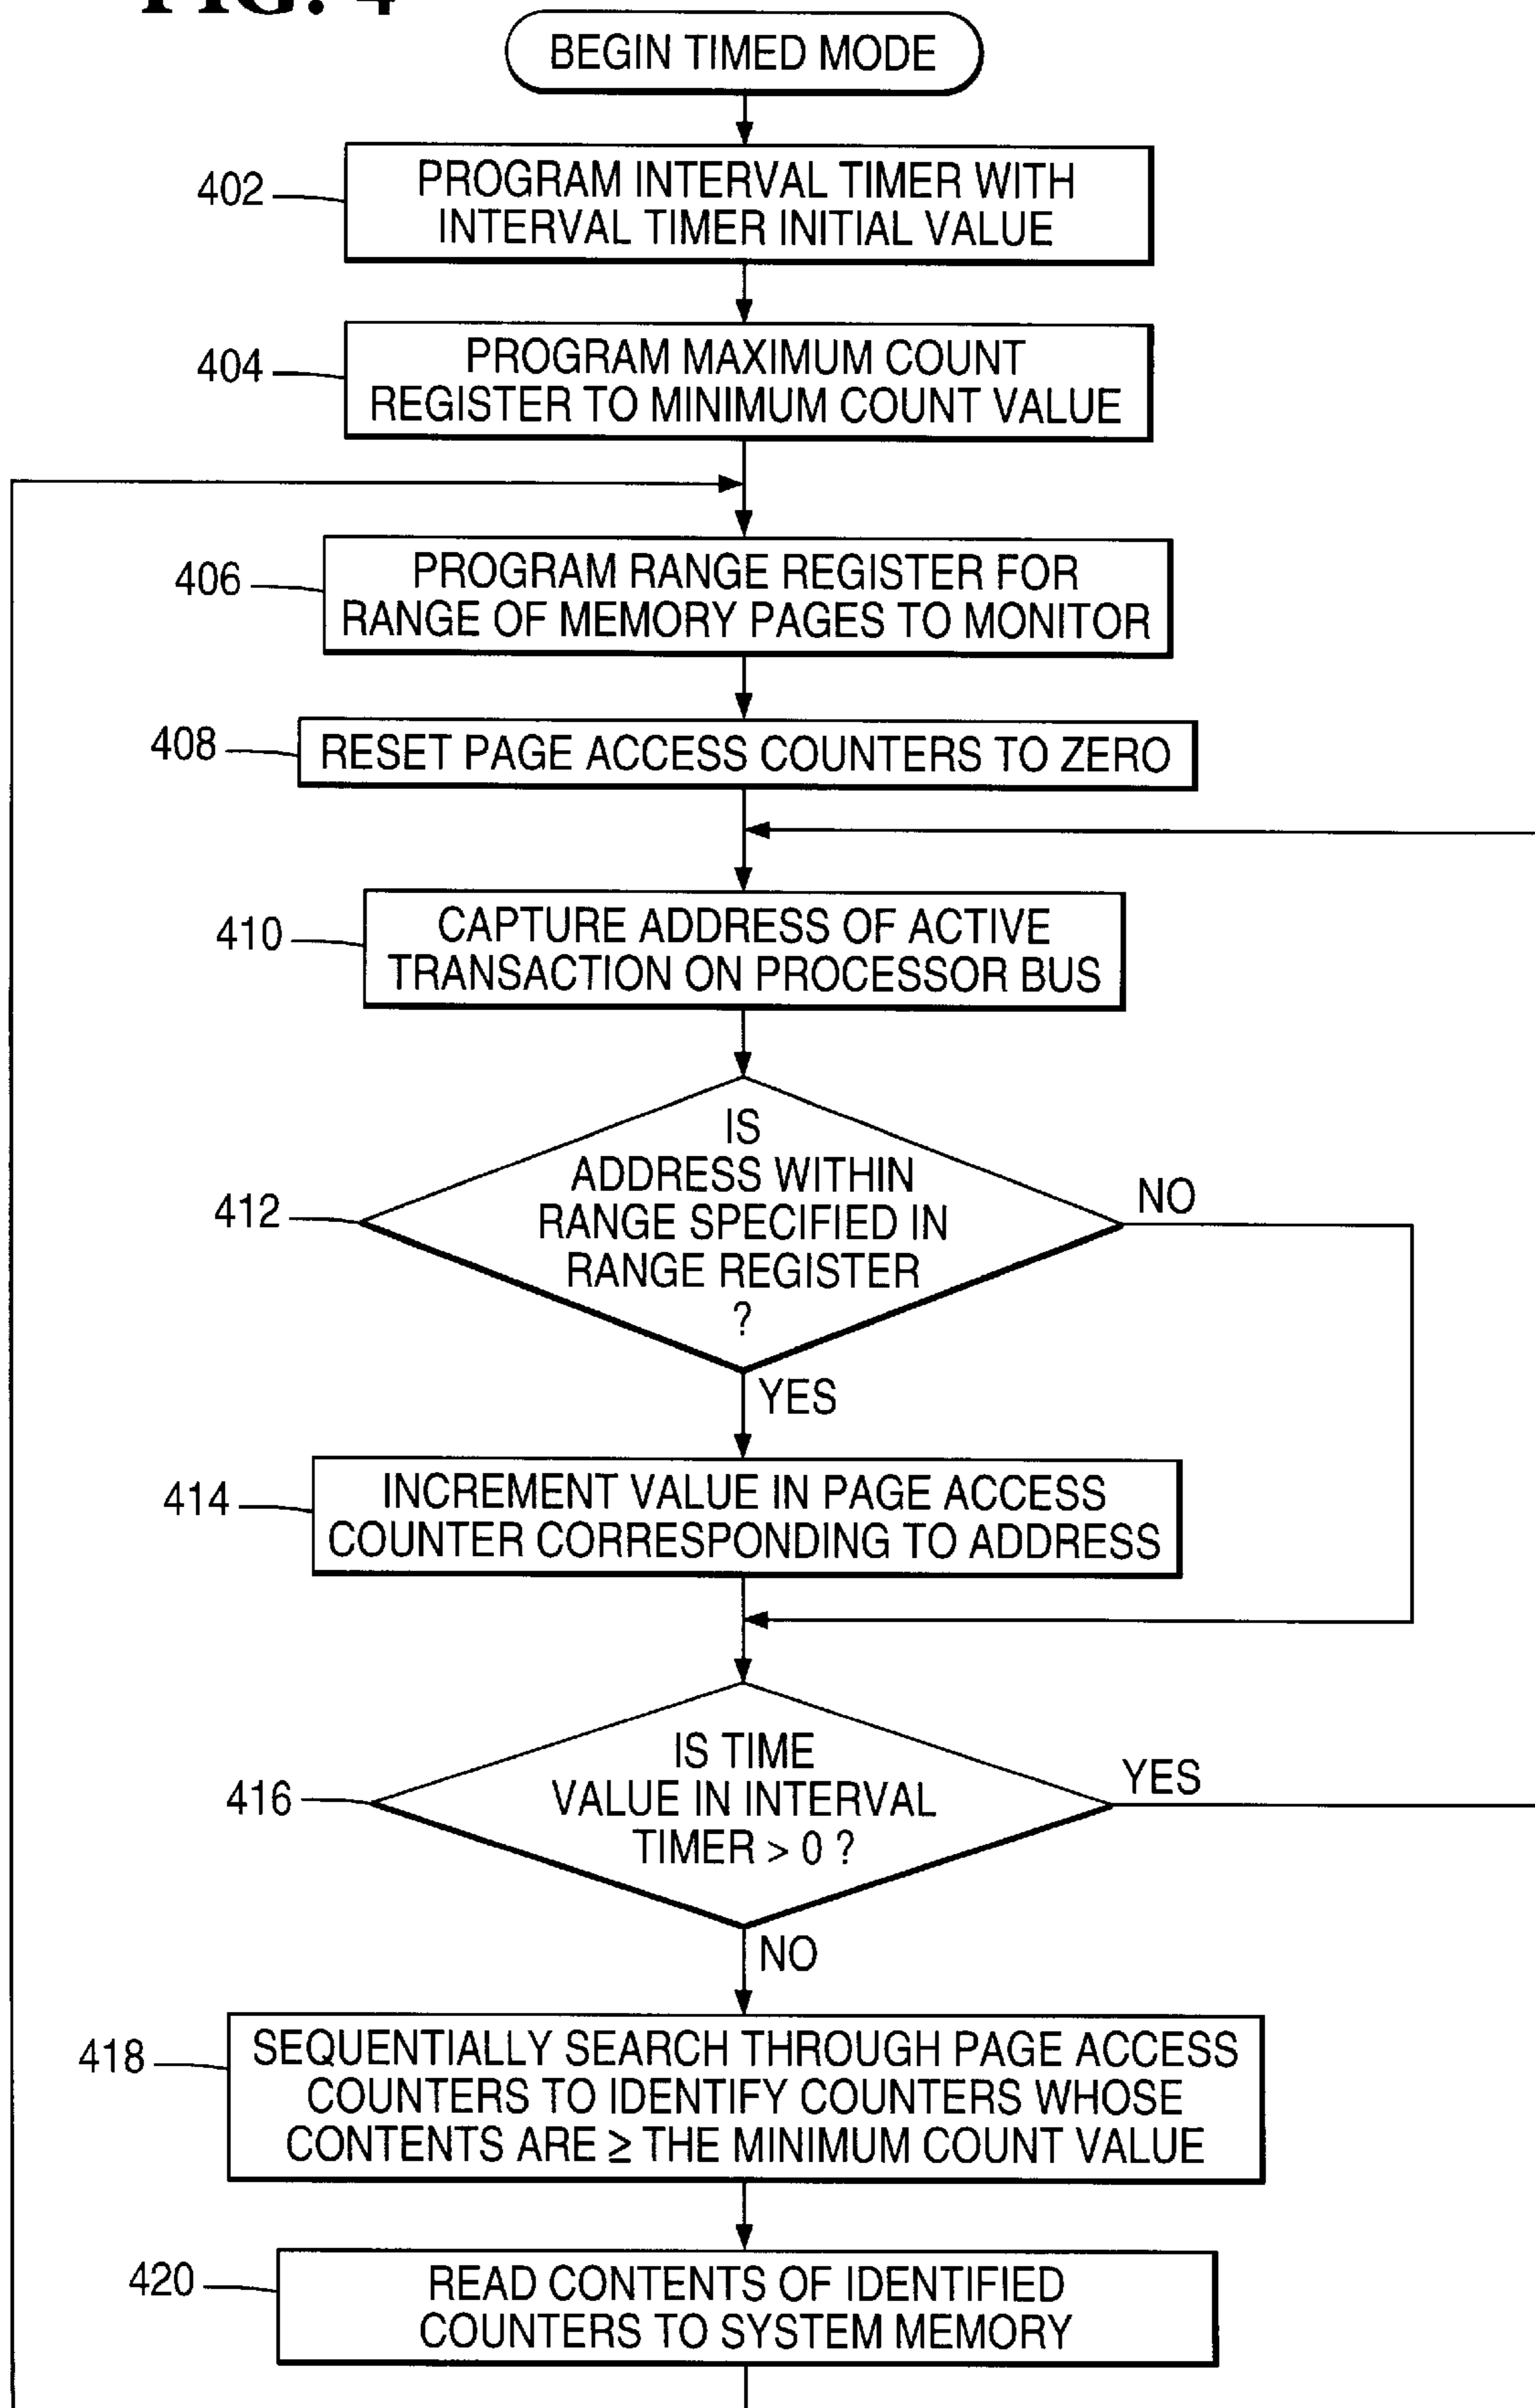 FIG. 4
BEGIN TIMED MODE
402
PROGRAM INTERVAL TIMER WITH
INTERVAL TIMER INITIAL VALUE
404
PROGRAM MAXIMUM COUNT
REGISTER TO MINIMUM COUNT VALUE
406
PROGRAM RANGE REGISTER FOR
RANGE OF MEMORY PAGES TO MONITOR
408
RESET PAGE ACCESS COUNTERS TO ZERO
410
CAPTURE ADDRESS OF ACTIVE
TRANSACTION ON PROCESSOR BUS
412
IS
ADDRESS WITHIN
RANGE SPECIFIED IN
RANGE REGISTER
?
NO
YES
414
INCREMENT VALUE IN PAGE ACCESS
COUNTER CORRESPONDING TO ADDRESS
416
IS TIME
VALUE IN INTERVAL
TIMER > 0 ?
YES
NO
418
SEQUENTIALLY SEARCH THROUGH PAGE ACCESS
COUNTERS TO IDENTIFY COUNTERS WHOSE
CONTENTS ARE ≥ THE MINIMUM COUNT VALUE
420
READ CONTENTS OF IDENTIFIED
COUNTERS TO SYSTEM MEMORY